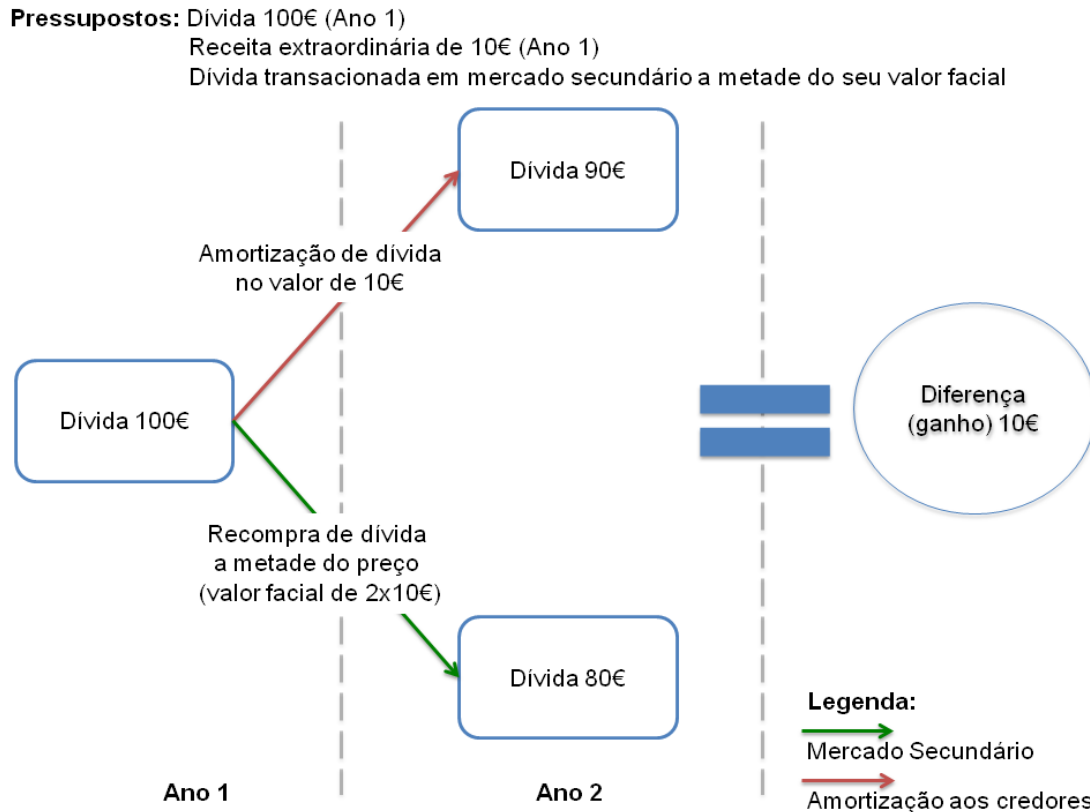 Pressupostos: Dívida 100€ (Ano 1)
Receita extraordinária de 10€ (Ano 1)
Dívida transacionada em mercado secundário a metade do seu valor facial
Dívida 90€
Amortização de dívida
no valor de 10€
Dívida 100€
Diferença
(ganho) 10€
Recompra de dívida
a metade do preço
(valor facial de 2x10€)
Dívida 80€
Legenda:
Mercado Secundário
Amortização aos credores
Ano 1
Ano 2